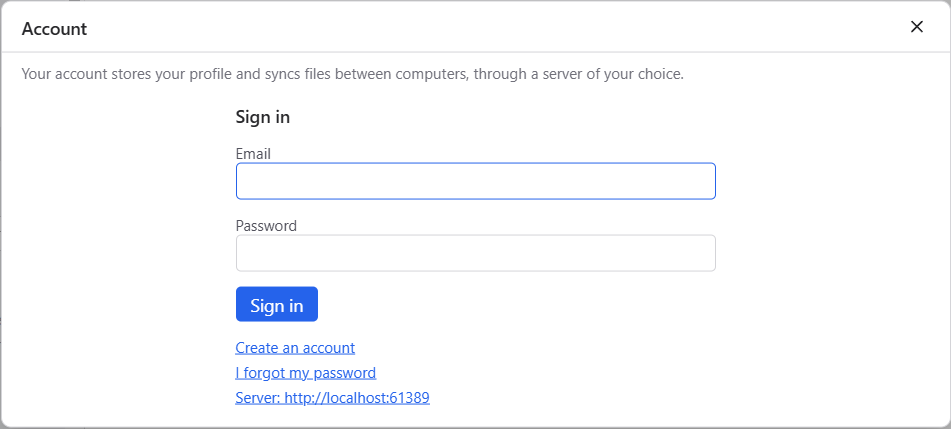 Account
Your account stores your profile and syncs files between computers, through a server of your choice.
Sign in
Email
Password
Sign in
Create an account
I forgot my password
Server: http://localhost:61389